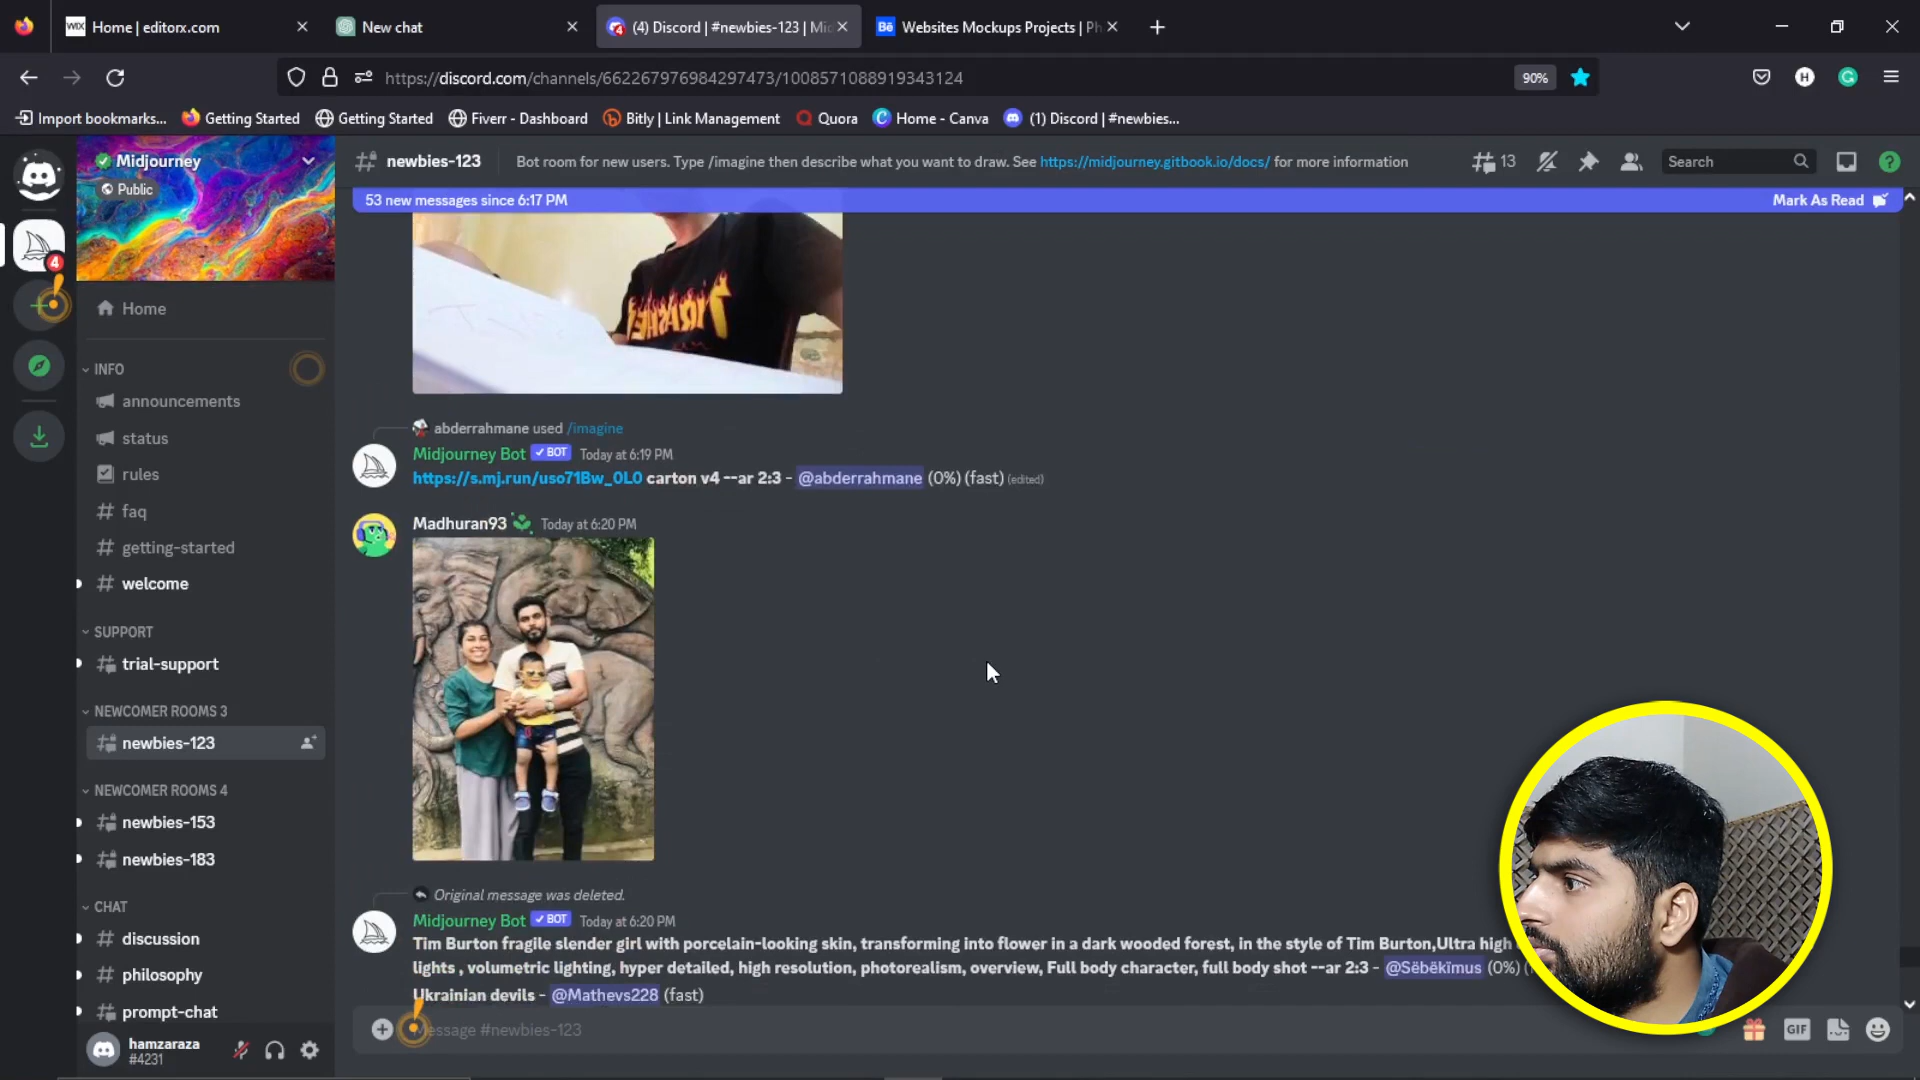 WIX Home | editorx.com
New chat
(4) Discord | #newbies-123 | Mi
Bē Websites Mockups Projects | Ph
https://discord.com/channels/662267976984297473/1008571088919343124
90%
H
G
Import bookmarks...
Getting Started
Getting Started
Fiverr - Dashboard
Bitly | Link Management
Quora
Home - Canva
(1) Discord | #newbies...
Midjourney
Public
newbies-123
Bot room for new users. Type /imagine then describe what you want to draw. See https://midjourney.gitbook.io/docs/ for more information
13
Search
53 new messages since 6:17 PM
Mark As Read
4
Home
INFO
announcements
status
rules
faq
getting-started
welcome
SUPPORT
trial-support
NEWCOMER ROOMS 3
newbies-123
NEWCOMER ROOMS 4
newbies-153
newbies-183
CHAT
discussion
philosophy
prompt-chat
hamzaraza
#4231
abderrahmane used /imagine
Midjourney Bot BOT Today at 6:19 PM
https://s.mj.run/uso71Bw_0L0 carton v4 --ar 2:3 - @abderrahmane (0%) (fast) (edited)
Madhuran93 Today at 6:20 PM
Original message was deleted.
Midjourney Bot BOT Today at 6:20 PM
Tim Burton fragile slender girl with porcelain-looking skin, transforming into flower in a dark wooded forest, in the style of Tim Burton,Ultra high
lights , volumetric lighting, hyper detailed, high resolution, photorealism, overview, Full body character, full body shot --ar 2:3 - @Sëbëkïmus (0%)
Ukrainian devils - @Mathevs228 (fast)
Message #newbies-123
GIF